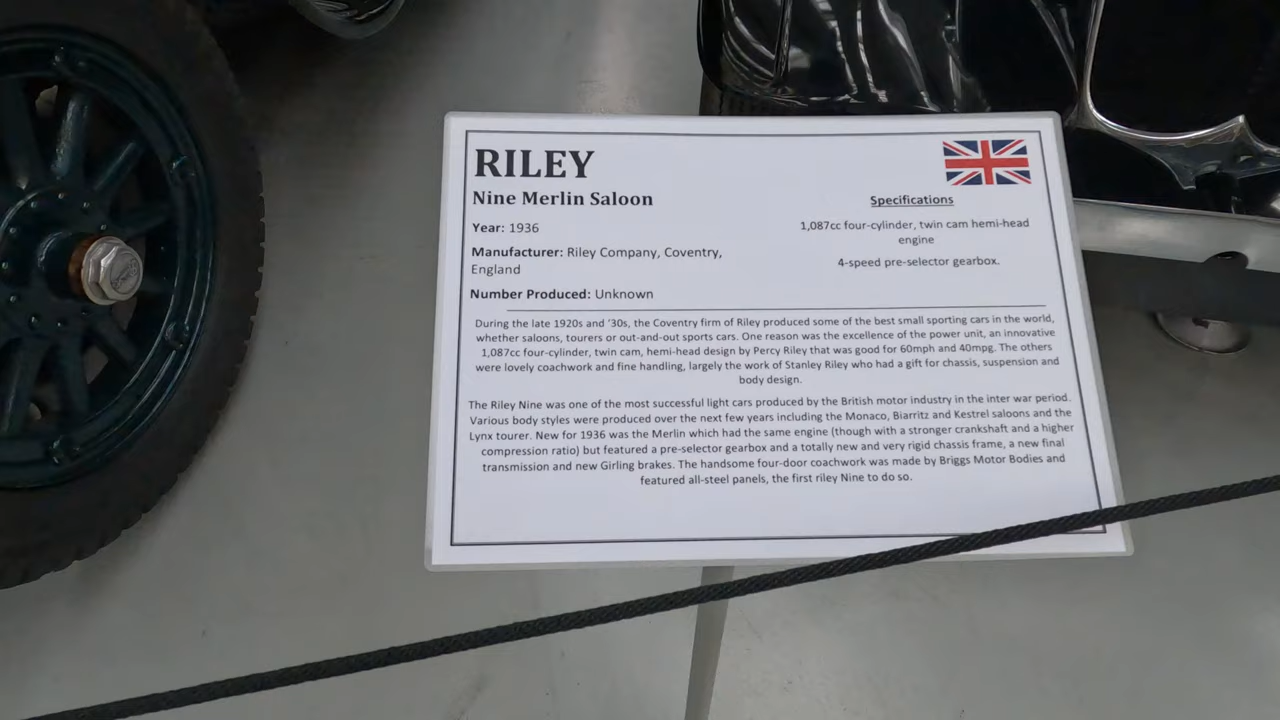 RILEY
Nine Merlin Saloon
Year: 1936
Manufacturer: Riley Company, Coventry,
England
Number Produced: Unknown
Specifications
1,087cc four-cylinder, twin cam hemi-head
engine
4-speed pre-selector gearbox.
During the late 1920s and '30s, the Coventry firm of Riley produced some of the best small sporting cars in the world,
whether saloons, tourers or out-and-out sports cars. One reason was the excellence of the power unit, an innovative
1,087cc four-cylinder, twin cam, hemi-head design by Percy Riley that was good for 60mph and 40mpg. The others
were lovely coachwork and fine handling, largely the work of Stanley Riley who had a gift for chassis, suspension and
body design.
The Riley Nine was one of the most successful light cars produced by the British motor industry in the inter war period.
Various body styles were produced over the next few years including the Monaco, Biarritz and Kestrel saloons and the
Lynx tourer. New for 1936 was the Merlin which had the same engine (though with a stronger crankshaft and a higher
compression ratio) but featured a pre-selector gearbox and a totally new and very rigid chassis frame, a new final
transmission and new Girling brakes. The handsome four-door coachwork was made by Briggs Motor Bodies and
featured all-steel panels, the first riley Nine to do so.